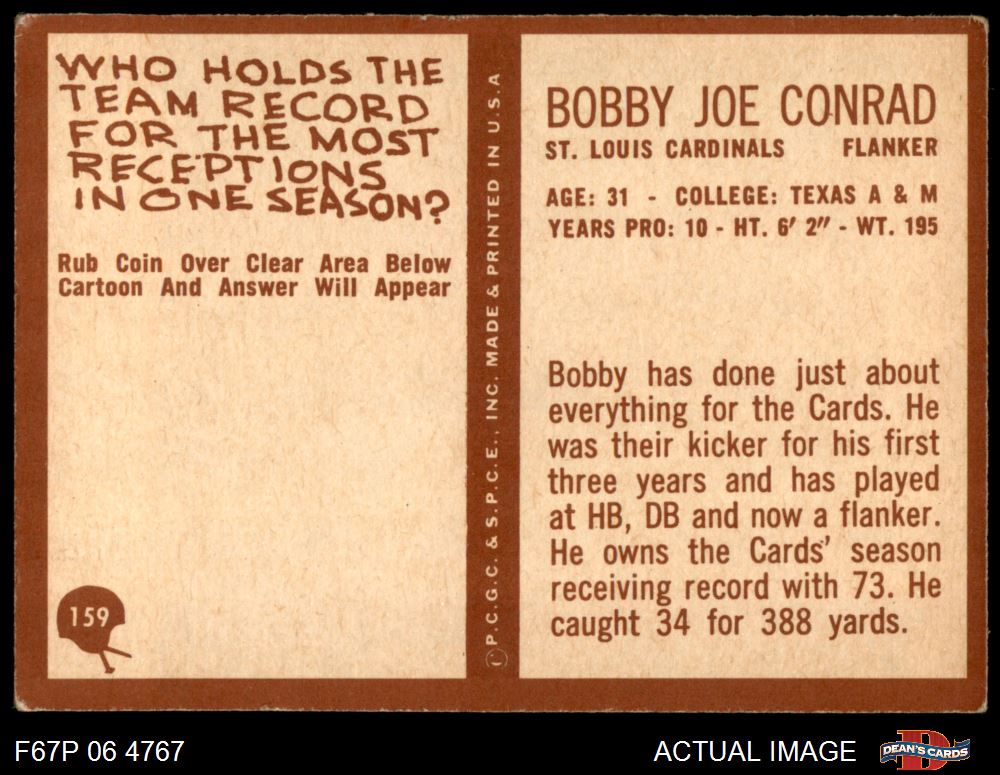 WHO HOLDS THE
TEAM RECORD
FOR THE MOST
RECEPTIONS
IN ONE SEASON?
Rub Coin Over Clear Area Below
Cartoon And Answer Will Appear
159
© P.C.G.C. & S.P.C.E., INC. MADE & PRINTED IN U.S.A
BOBBY JOE CONRAD
ST. LOUIS CARDINALS FLANKER
AGE: 31 - COLLEGE: TEXAS A & M
YEARS PRO: 10 - HT. 6' 2" - WT. 195
Bobby has done just about
everything for the Cards. He
was their kicker for his first
three years and has played
at HB, DB and now a flanker.
He owns the Cards' season
receiving record with 73. He
caught 34 for 388 yards.
F67P 06 4767
ACTUAL IMAGE
DEAN'S CARDS